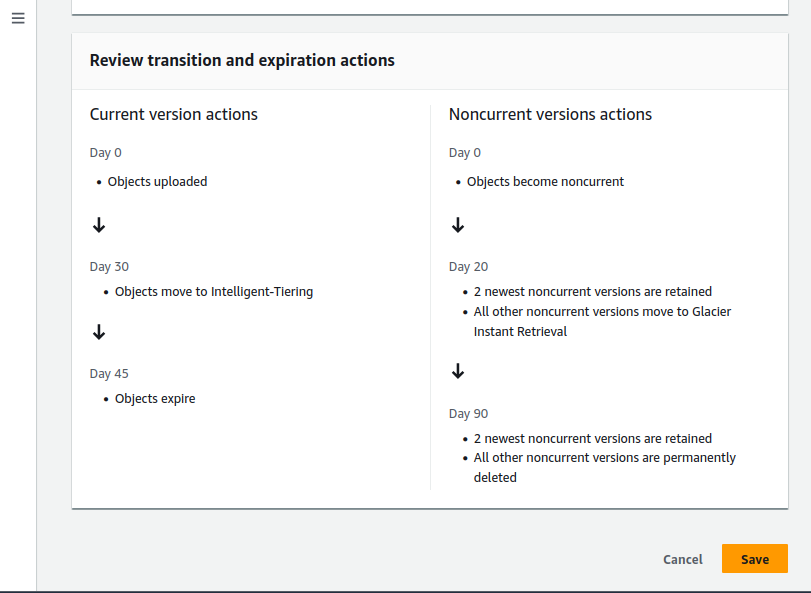 Review transition and expiration actions
Current version actions
Day 0
• Objects uploaded
Day 30
• Objects move to Intelligent-Tiering
Day 45
• Objects expire
Noncurrent versions actions
Day 0
• Objects become noncurrent
Day 20
• 2 newest noncurrent versions are retained
• All other noncurrent versions move to Glacier
Instant Retrieval
Day 90
• 2 newest noncurrent versions are retained
• All other noncurrent versions are permanently
deleted
Cancel
Save